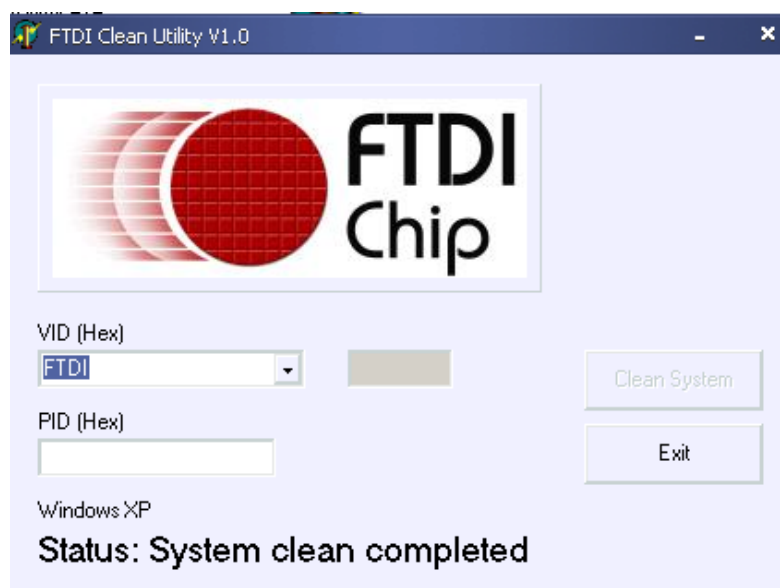 FTDI Clean Utility V1.0
FTDI
Chip
VID (Hex)
FTDI
Clean System
PID (Hex)
Exit
Windows XP
Status: System clean completed